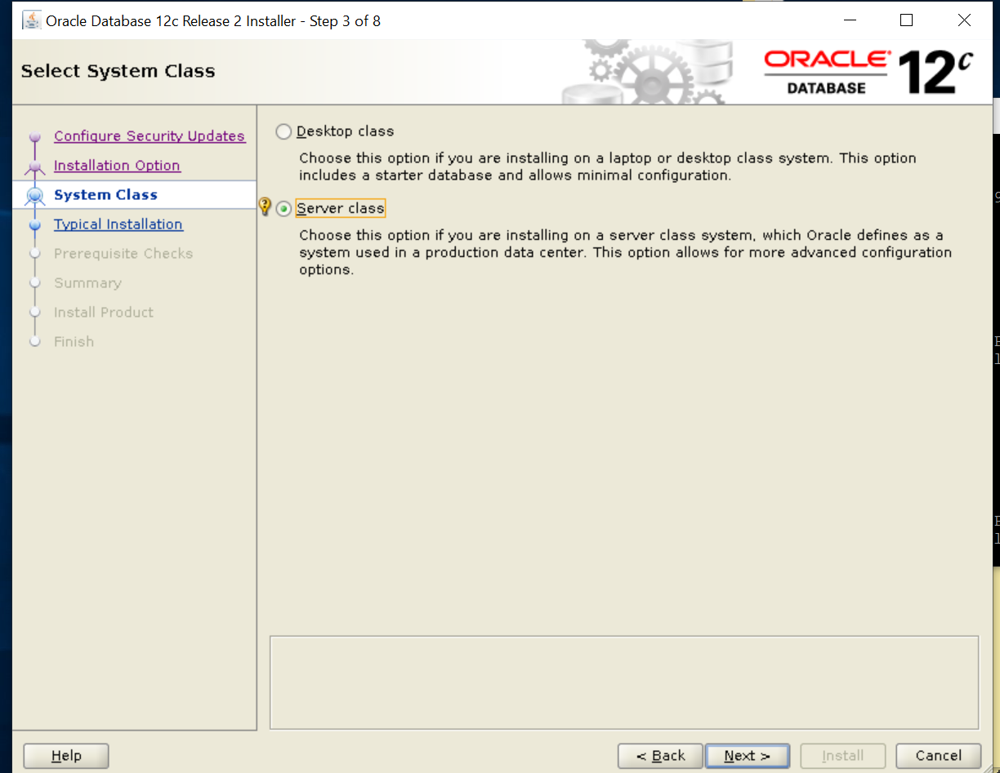 Oracle Database 12c Release 2 Installer - Step 3 of 8
Select System Class
ORACLE®
DATABASE
12c
Configure Security Updates
Installation Option
System Class
Typical Installation
Prerequisite Checks
Summary
Install Product
Finish
Desktop class
Choose this option if you are installing on a laptop or desktop class system. This option
includes a starter database and allows minimal configuration.
Server class
Choose this option if you are installing on a server class system, which Oracle defines as a
system used in a production data center. This option allows for more advanced configuration
options.
Help
< Back
Next >
Install
Cancel